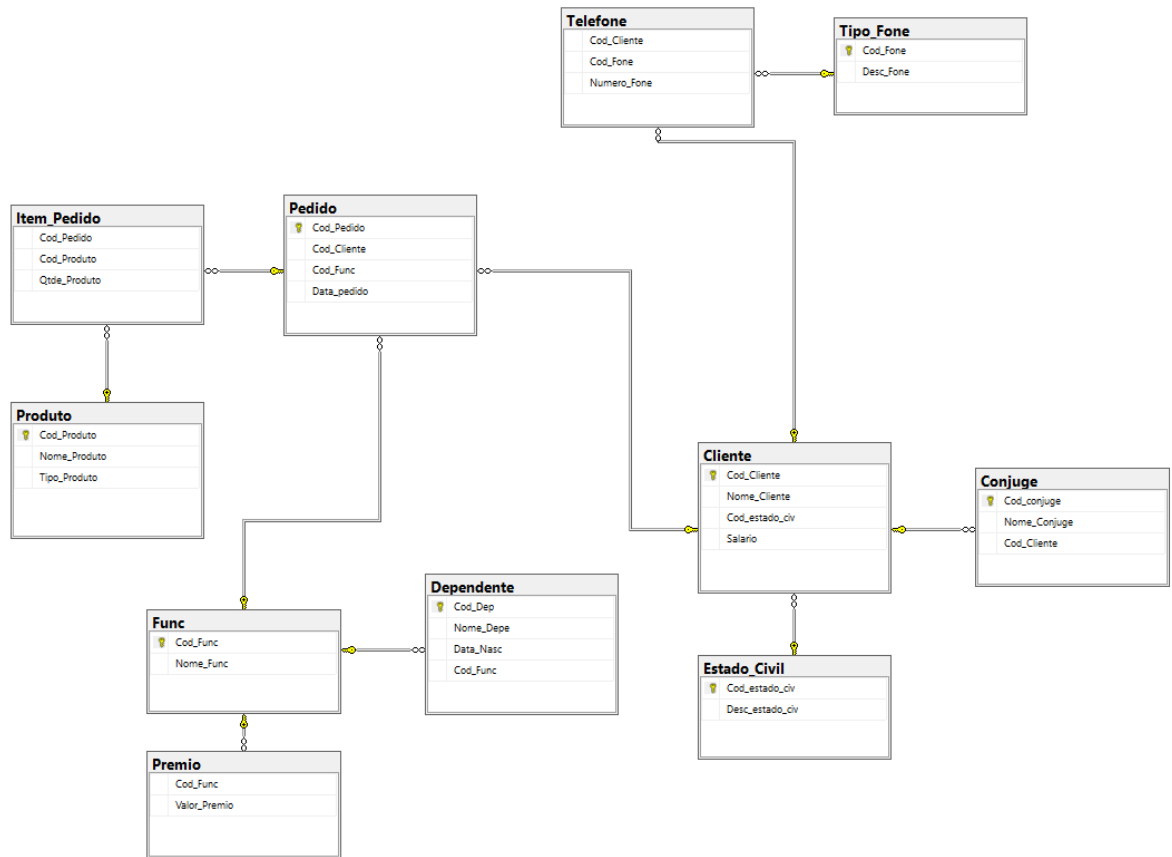 Telefone
Cod_Cliente
Cod_Fone
Numero_Fone
Tipo_Fone
Cod_Fone
Desc_Fone
Item_Pedido
Cod_Pedido
Cod_Produto
Qtde_Produto
Pedido
Cod_Pedido
Cod_Cliente
Cod_Func
Data_pedido
Produto
Cod_Produto
Nome_Produto
Tipo_Produto
Cliente
Cod_Cliente
Nome_Cliente
Cod_estado_civ
Salario
Conjuge
Cod_conjuge
Nome_Conjuge
Cod_Cliente
Func
Cod_Func
Nome_Func
Dependente
Cod_Dep
Nome_Depe
Data_Nasc
Cod_Func
Estado_Civil
Cod_estado_civ
Desc_estado_civ
Premio
Cod_Func
Valor_Premio